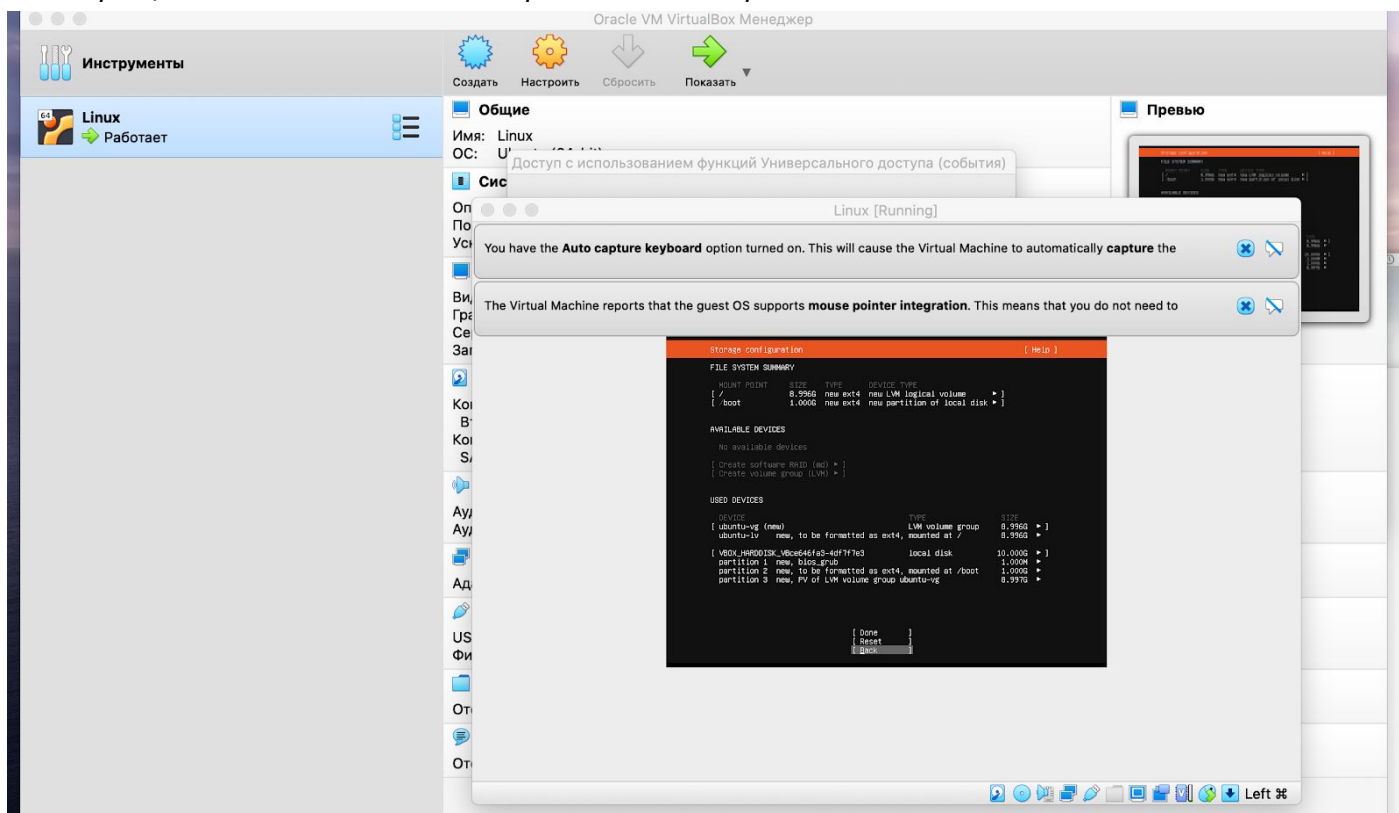 Oracle VM VirtualBox Менеджер
Инструменты
Создать Настроить Сбросить Показать
Linux
Работает
Общие
Имя: Linux
ОС:
Превью
Доступ с использованием функций Универсального доступа (события)
Linux [Running]
You have the Auto capture keyboard option turned on. This will cause the Virtual Machine to automatically capture the
The Virtual Machine reports that the guest OS supports mouse pointer integration. This means that you do not need to
Storage configuration [ Help ]
FILE SYSTEM SUMMARY
MOUNT POINT SIZE TYPE DEVICE TYPE
[ / 8.996G new ext4 new LVM logical volume ▸ ]
[ /boot 1.000G new ext4 new partition of local disk ▸ ]
AVAILABLE DEVICES
No available devices
[ Create software RAID (md) ▸ ]
[ Create volume group (LVM) ▸ ]
USED DEVICES
DEVICE TYPE SIZE
[ ubuntu-vg (new) LVM volume group 8.996G ▸ ]
ubuntu-lv new, to be formatted as ext4, mounted at / 8.996G ▸
[ VBOX_HARDDISK_VBce646fa3-4df7f7e3 local disk 10.000G ▸ ]
partition 1 new, bios_grub 1.000M ▸
partition 2 new, to be formatted as ext4, mounted at /boot 1.000G ▸
partition 3 new, PV of LVM volume group ubuntu-vg 8.997G ▸
[ Done ]
[ Reset ]
[ Back ]
Left ⌘